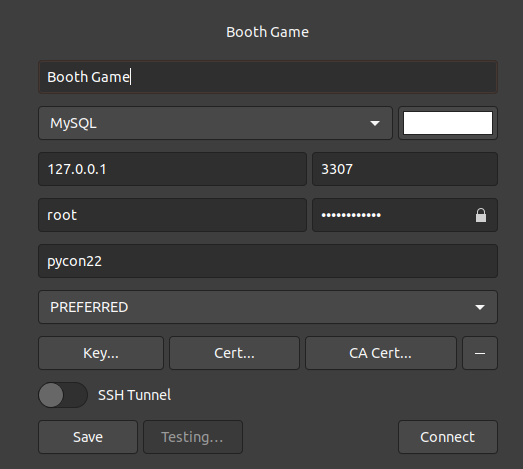 Booth Game
Booth Game
MySQL
127.0.0.1 3307
root ••••••••••••
pycon22
PREFERRED
Key... Cert... CA Cert... —
SSH Tunnel
Save Testing... Connect